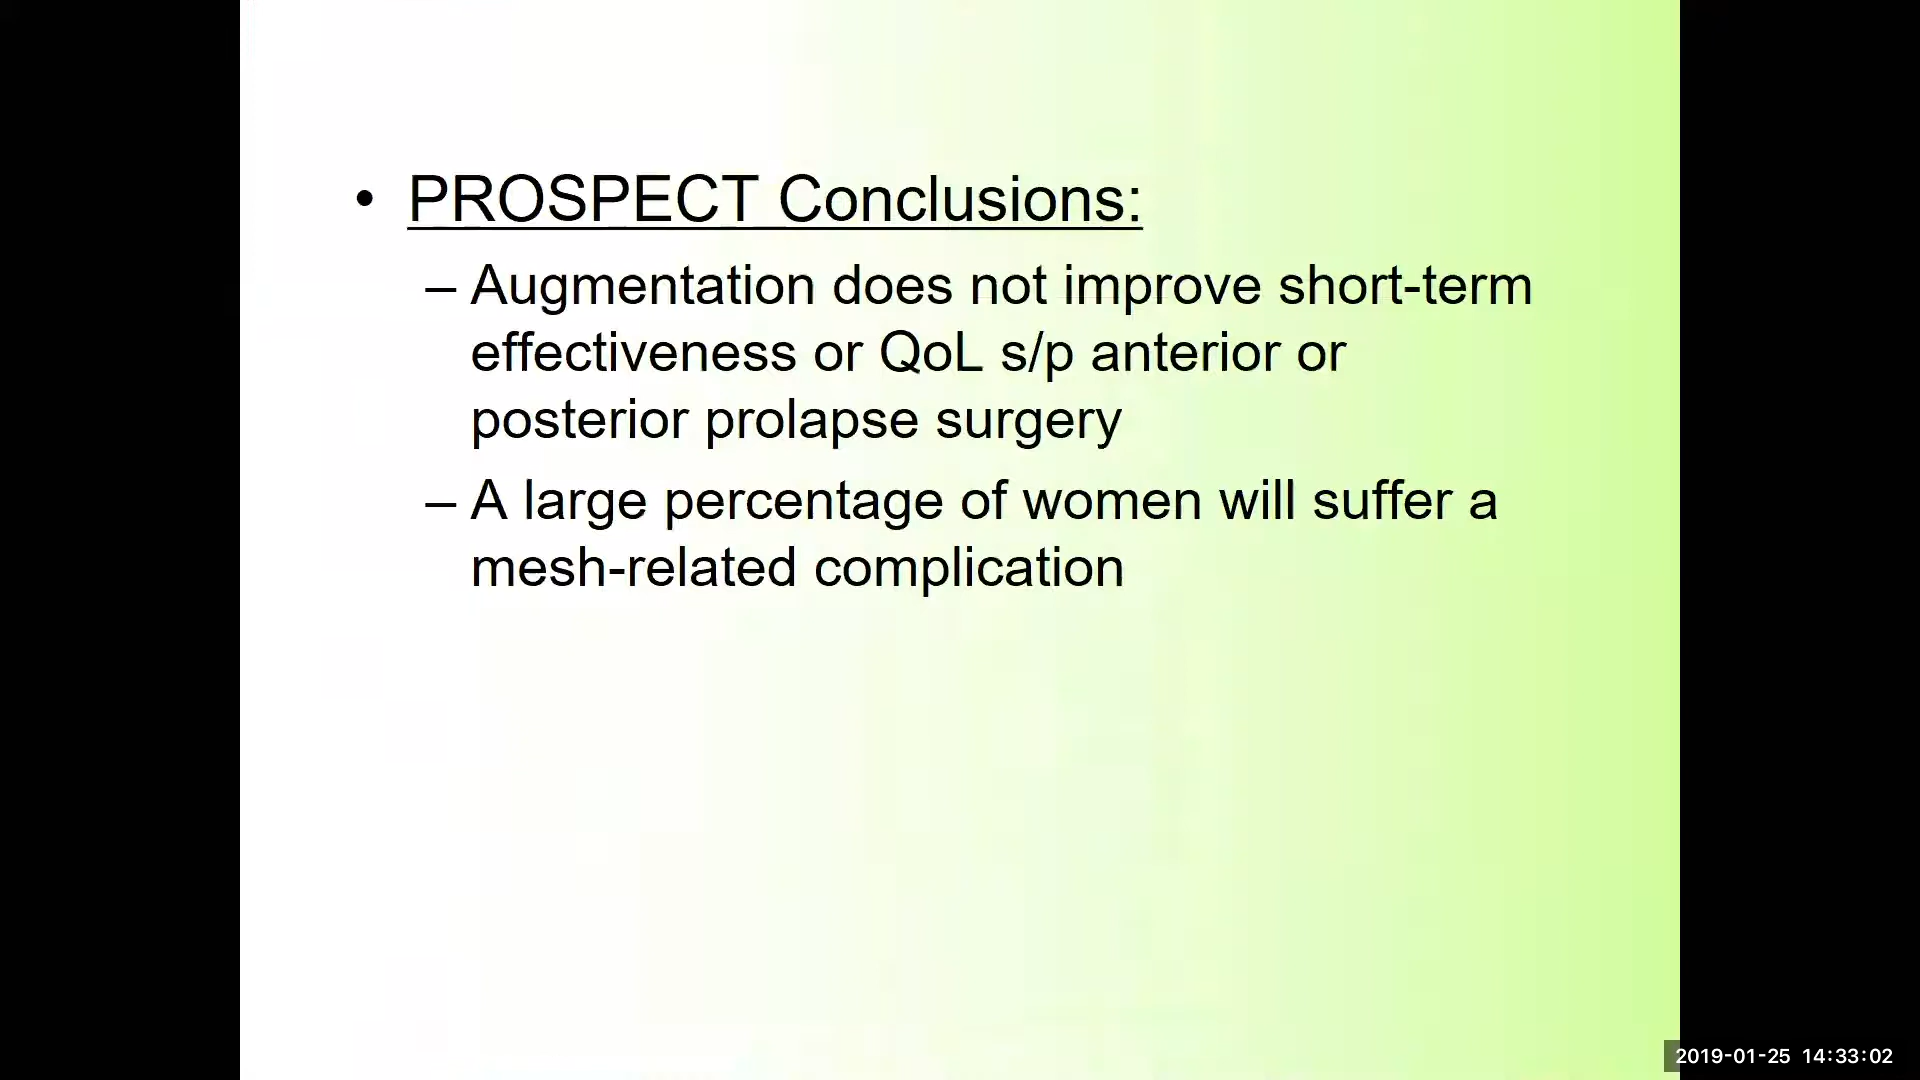 • PROSPECT Conclusions:
– Augmentation does not improve short-term
effectiveness or QoL s/p anterior or
posterior prolapse surgery
– A large percentage of women will suffer a
mesh-related complication
2019-01-25 14:33:02